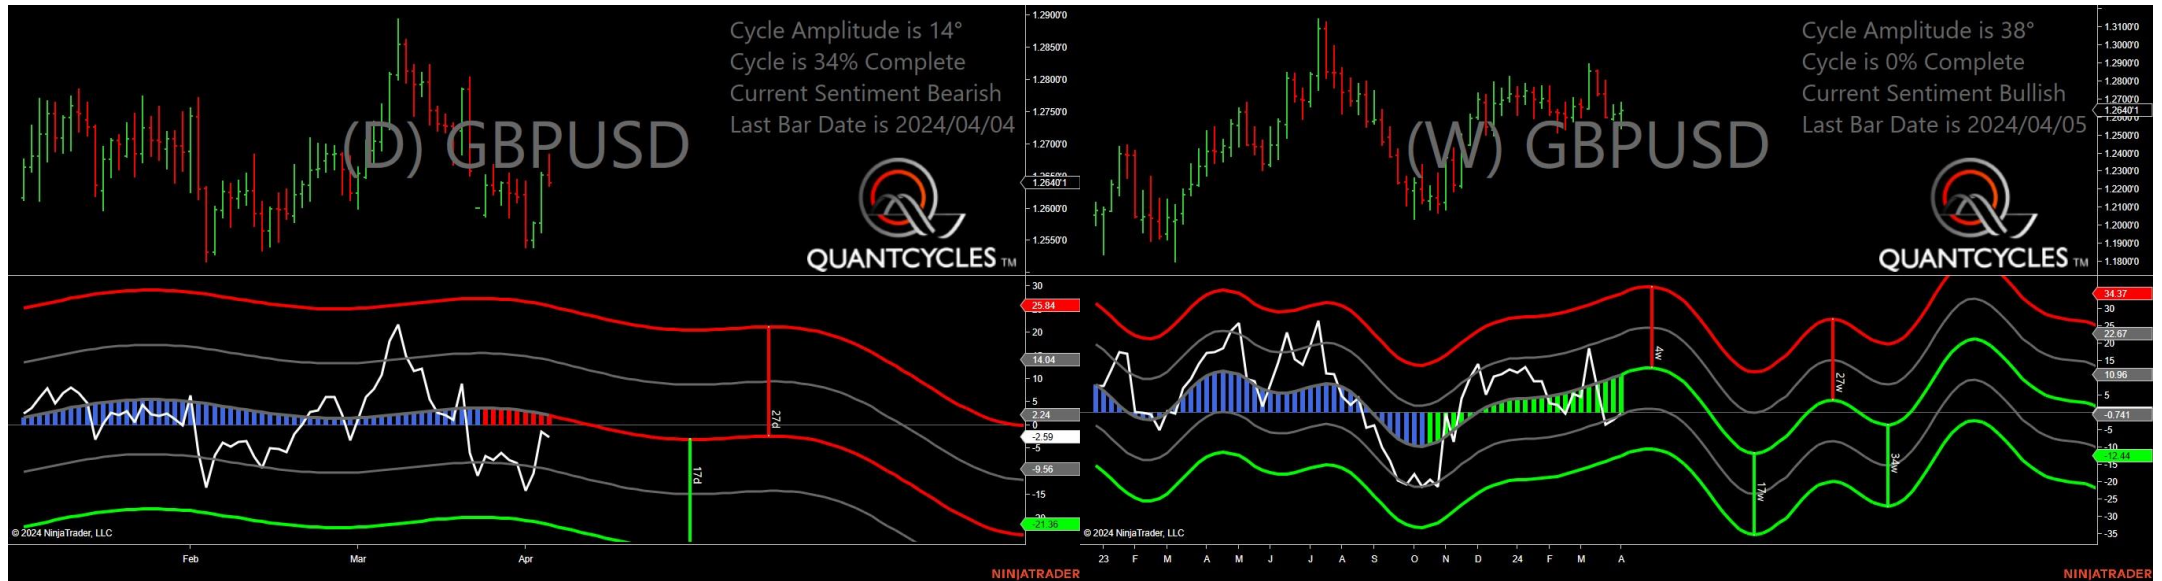 Cycle Amplitude is 14°
Cycle is 34% Complete
Current Sentiment Bearish
Last Bar Date is 2024/04/04
(D) GBPUSD
QUANTCYCLES TM
1.2900'0
1.2850'0
1.2800'0
1.2750'0
1.2700'0
1.2640'1
1.2600'0
1.2550'0
30
25.84
20
14.04
10
2.24
0
-2.59
-5
-9.56
-15
-21.36
27d
17d
© 2024 NinjaTrader, LLC
Feb Mar Apr
NINJATRADER
Cycle Amplitude is 38°
Cycle is 0% Complete
Current Sentiment Bullish
Last Bar Date is 2024/04/05
(W) GBPUSD
QUANTCYCLES TM
1.3100'0
1.3000'0
1.2900'0
1.2800'0
1.2700'0
1.2640'1
1.2500'0
1.2400'0
1.2300'0
1.2200'0
1.2100'0
1.2000'0
1.1900'0
1.1800'0
34.37
30
22.67
20
15
10.96
5
-0.741
-5
-10
-12.44
-15
-20
-25
-30
-35
4w
27w
17w
34w
© 2024 NinjaTrader, LLC
23 F M A M J J A S O N D 24 F M A
NINJATRADER